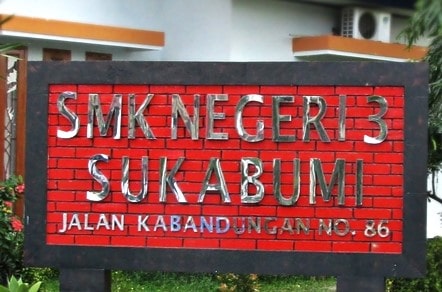 SMK NEGERI 3
SUKABUMI
JALAN KABANDUNGAN NO. 86